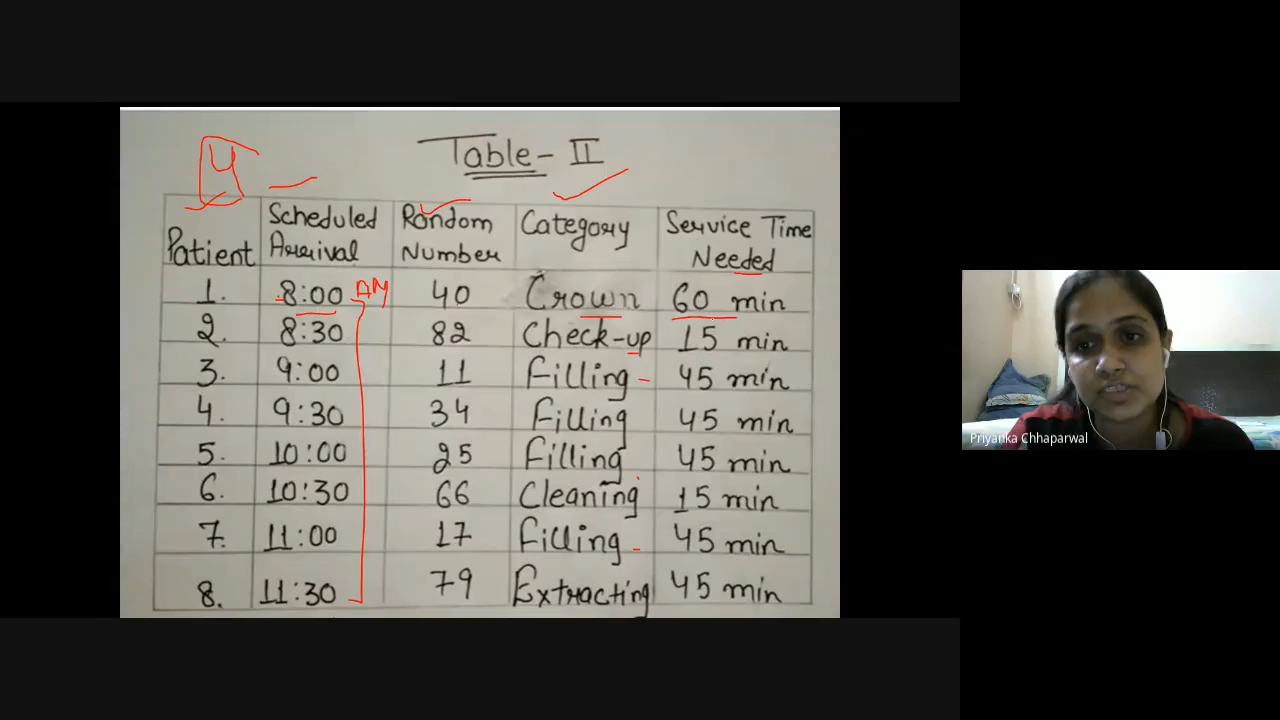 4
Table - II
Patient Scheduled Arrival Random Number Category Service Time Needed
1. 8:00 AM 40 Crown 60 min
2. 8:30 82 Check-up 15 min
3. 9:00 11 Filling 45 min
4. 9:30 34 Filling 45 min
5. 10:00 25 Filling 45 min
6. 10:30 66 Cleaning 15 min
7. 11:00 17 Filling 45 min
8. 11:30 79 Extracting 45 min
Priyanka Chhaparwal